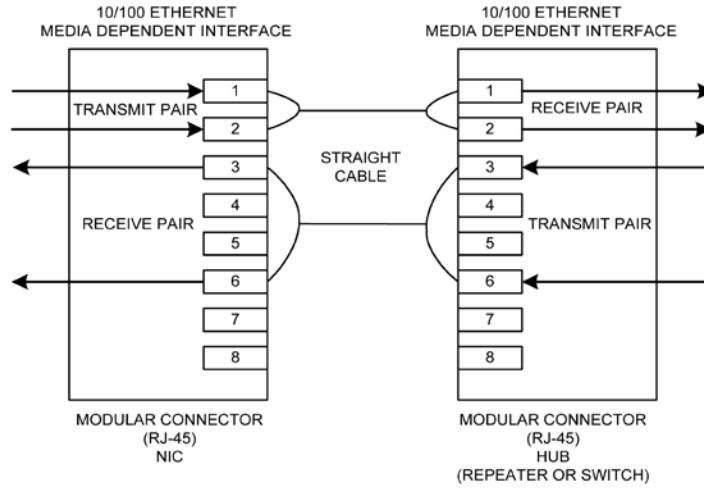 10/100 ETHERNET
MEDIA DEPENDENT INTERFACE
TRANSMIT PAIR
1
2
3
4
RECEIVE PAIR
5
6
7
8
MODULAR CONNECTOR
(RJ-45)
NIC
STRAIGHT
CABLE
10/100 ETHERNET
MEDIA DEPENDENT INTERFACE
1
RECEIVE PAIR
2
3
4
TRANSMIT PAIR
5
6
7
8
MODULAR CONNECTOR
(RJ-45)
HUB
(REPEATER OR SWITCH)